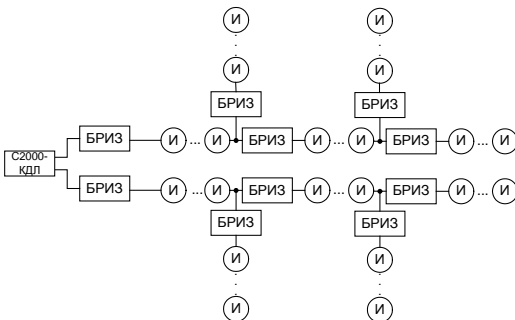 И И
И И
БРИЗ БРИЗ
БРИЗ И ... И БРИЗ И ... И БРИЗ И ... И
С2000-
КДЛ
БРИЗ И ... И БРИЗ И ... И БРИЗ И ... И
БРИЗ БРИЗ
И И
И И